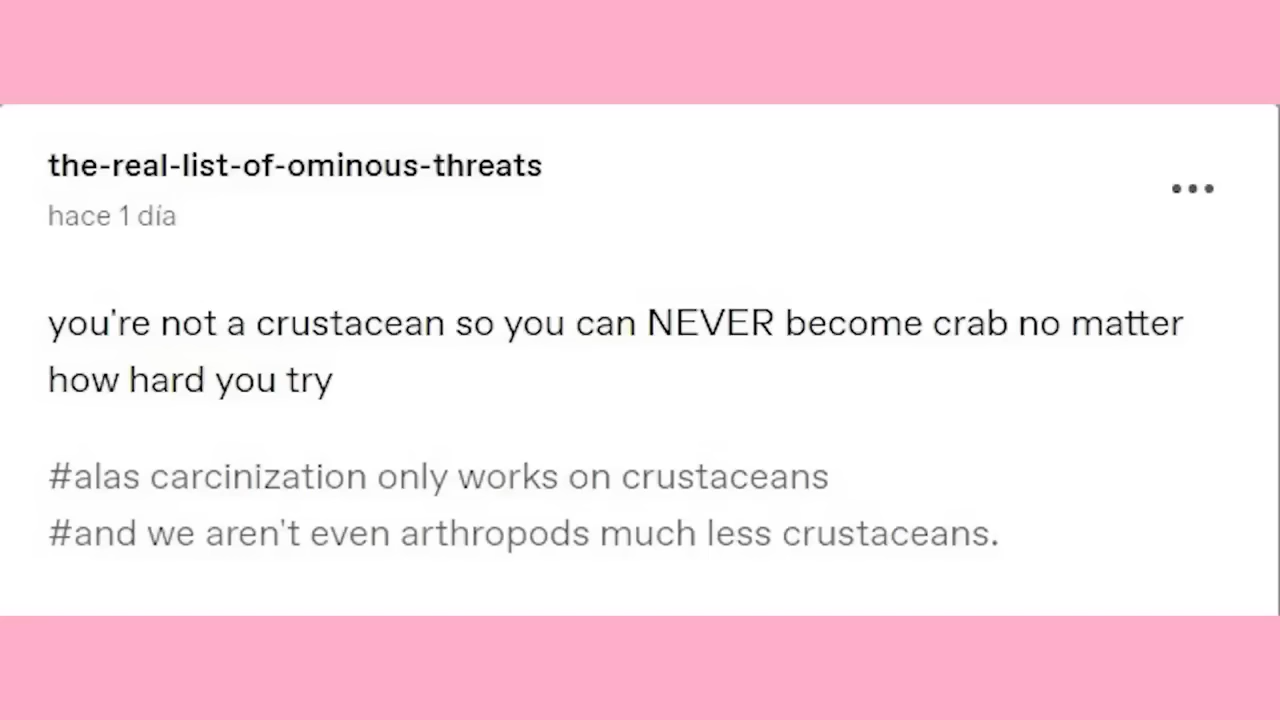 the-real-list-of-ominous-threats
hace 1 día
you're not a crustacean so you can NEVER become crab no matter
how hard you try
#alas carcinization only works on crustaceans
#and we aren't even arthropods much less crustaceans.